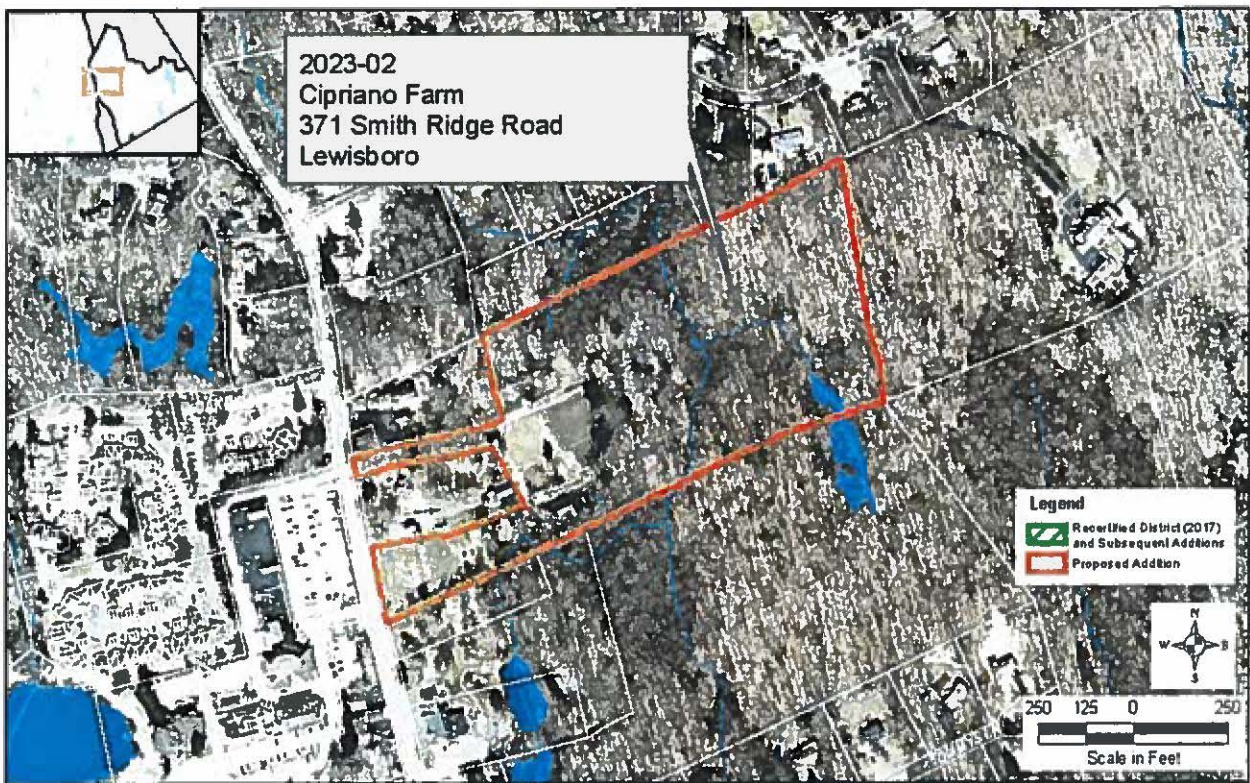 2023-02
Cipriano Farm
371 Smith Ridge Road
Lewisboro
Legend
Recertified District (2017)
and Subsequent Additions
Proposed Addition
N
W E
S
250 125 0 250
Scale in Feet